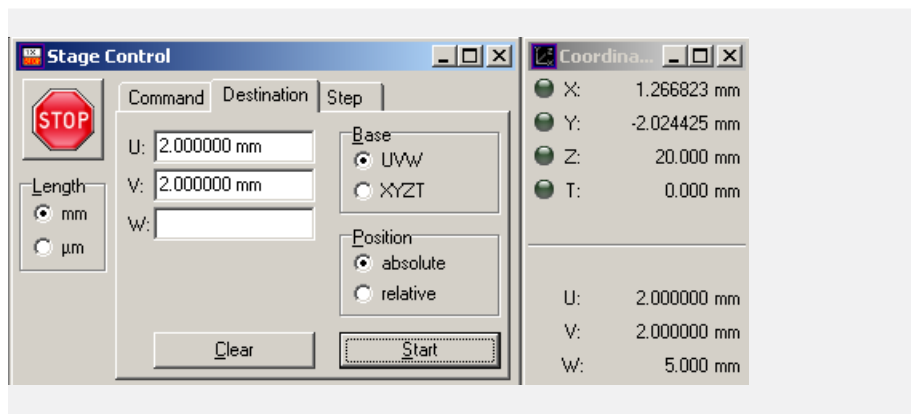 Stage Control
STOP
Length
mm
µm
Command Destination Step
U: 2.000000 mm
V: 2.000000 mm
W:
Base
UVW
XYZT
Position
absolute
relative
Clear
Start
Coordina...
X: 1.266823 mm
Y: -2.024425 mm
Z: 20.000 mm
T: 0.000 mm
U: 2.000000 mm
V: 2.000000 mm
W: 5.000 mm